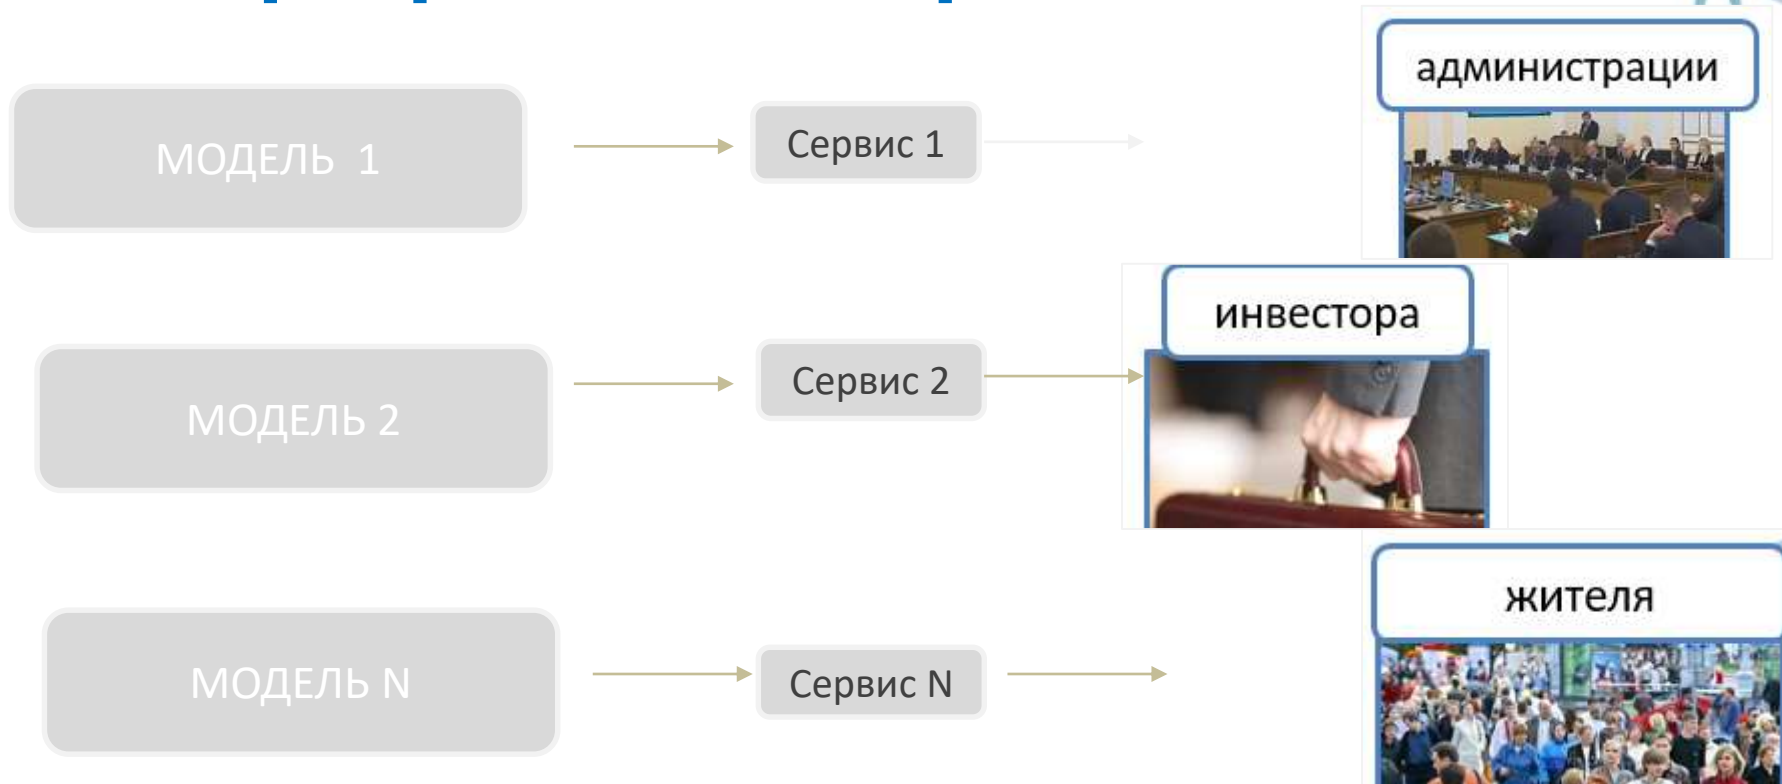 администрации
МОДЕЛЬ 1
Сервис 1
инвестора
МОДЕЛЬ 2
Сервис 2
жителя
МОДЕЛЬ N
Сервис N